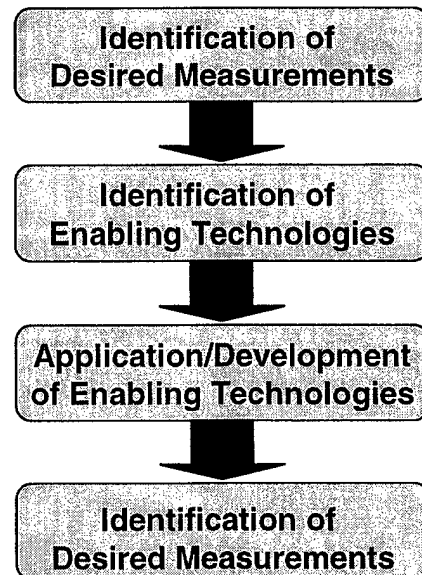 Identification of
Desired Measurements
Identification of
Enabling Technologies
Application/Development
of Enabling Technologies
Identification of
Desired Measurements